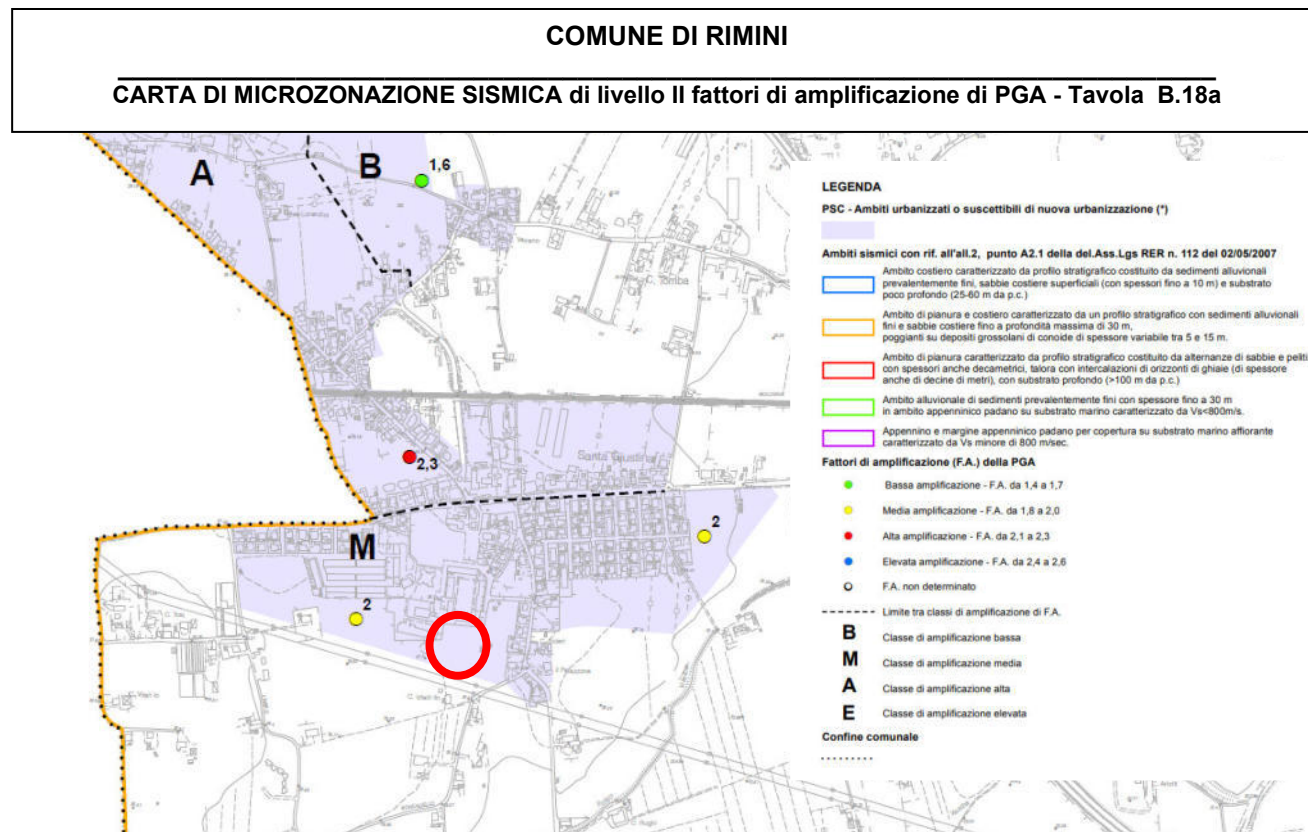 COMUNE DI RIMINI
CARTA DI MICROZONAZIONE SISMICA di livello II fattori di amplificazione di PGA - Tavola B.18a
A
B
1,6
C. Tomba
2,3
Santa Giustina
2
M
2
LEGENDA
PSC - Ambiti urbanizzati o suscettibili di nuova urbanizzazione (*)
Ambiti sismici con rif. all'all.2, punto A2.1 della del.Ass.Lgs RER n. 112 del 02/05/2007
Ambito costiero caratterizzato da profilo stratigrafico costituito da sedimenti alluvionali
prevalentemente fini, sabbie costiere superficiali (con spessori fino a 10 m) e substrato
poco profondo (25-60 m da p.c.)
Ambito di pianura e costiero caratterizzato da un profilo stratigrafico con sedimenti alluvionali
fini e sabbie costiere fino a profondità massima di 30 m,
poggianti su depositi grossolani di conoide di spessore variabile tra 5 e 15 m.
Ambito di pianura caratterizzato da profilo stratigrafico costituito da alternanze di sabbie e peliti
con spessori anche decametrici, talora con intercalazioni di orizzonti di ghiaie (di spessore
anche di decine di metri), con substrato profondo (>100 m da p.c.)
Ambito alluvionale di sedimenti prevalentemente fini con spessore fino a 30 m
in ambito appenninico padano su substrato marino caratterizzato da Vs<800m/s.
Appennino e margine appenninico padano per copertura su substrato marino affiorante
caratterizzato da Vs minore di 800 m/sec.
Fattori di amplificazione (F.A.) della PGA
Bassa amplificazione - F.A. da 1,4 a 1,7
Media amplificazione - F.A. da 1,8 a 2,0
Alta amplificazione - F.A. da 2,1 a 2,3
Elevata amplificazione - F.A. da 2,4 a 2,6
F.A. non determinato
Limite tra classi di amplificazione di F.A.
B Classe di amplificazione bassa
M Classe di amplificazione media
A Classe di amplificazione alta
E Classe di amplificazione elevata
Confine comunale